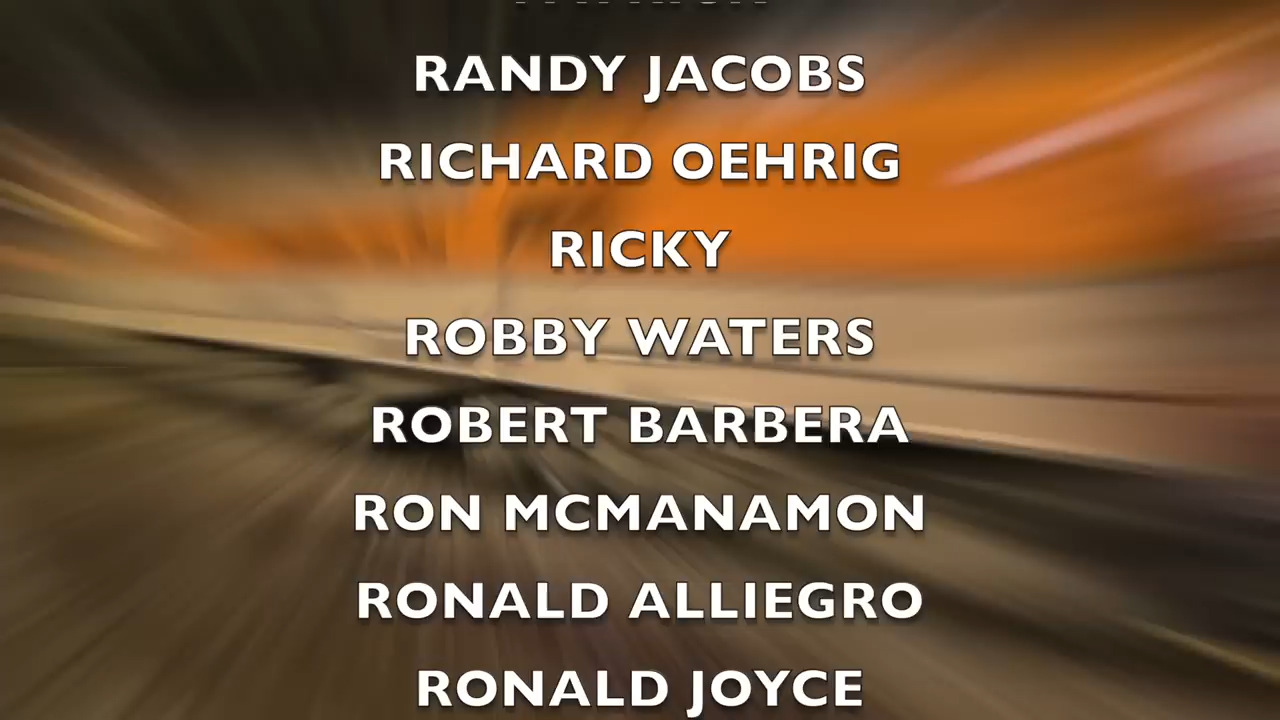 RANDY JACOBS
RICHARD OEHRIG
RICKY
ROBBY WATERS
ROBERT BARBERA
RON MCMANAMON
RONALD ALLIEGRO
RONALD JOYCE